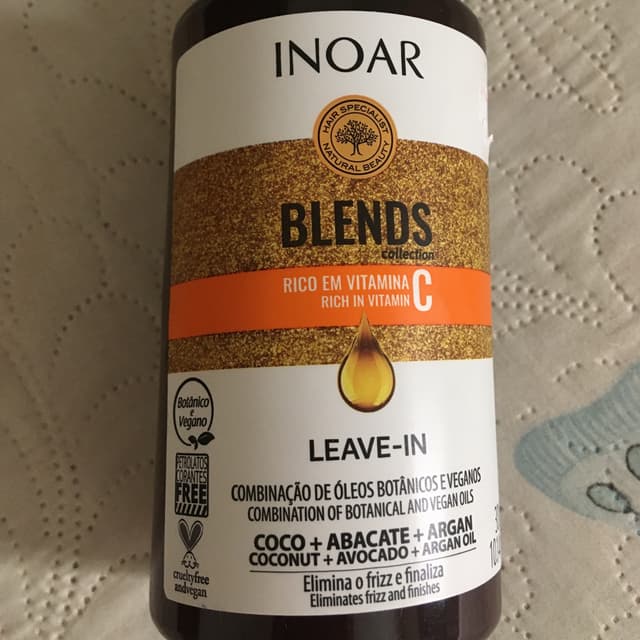 INOAR
HAIR SPECIALIST
NATURAL BEAUTY
BLENDS
collection
RICO EM VITAMINA C
RICH IN VITAMIN
LEAVE-IN
Botânico
e
Vegano
PETROLATOS
CORANTES
FREE
crueltyfree
andvegan
COMBINAÇÃO DE ÓLEOS BOTÂNICOS E VEGANOS
COMBINATION OF BOTANICAL AND VEGAN OILS
COCO + ABACATE + ARGAN
COCONUT + AVOCADO + ARGAN OIL
Elimina o frizz e finaliza
Eliminates frizz and finishes